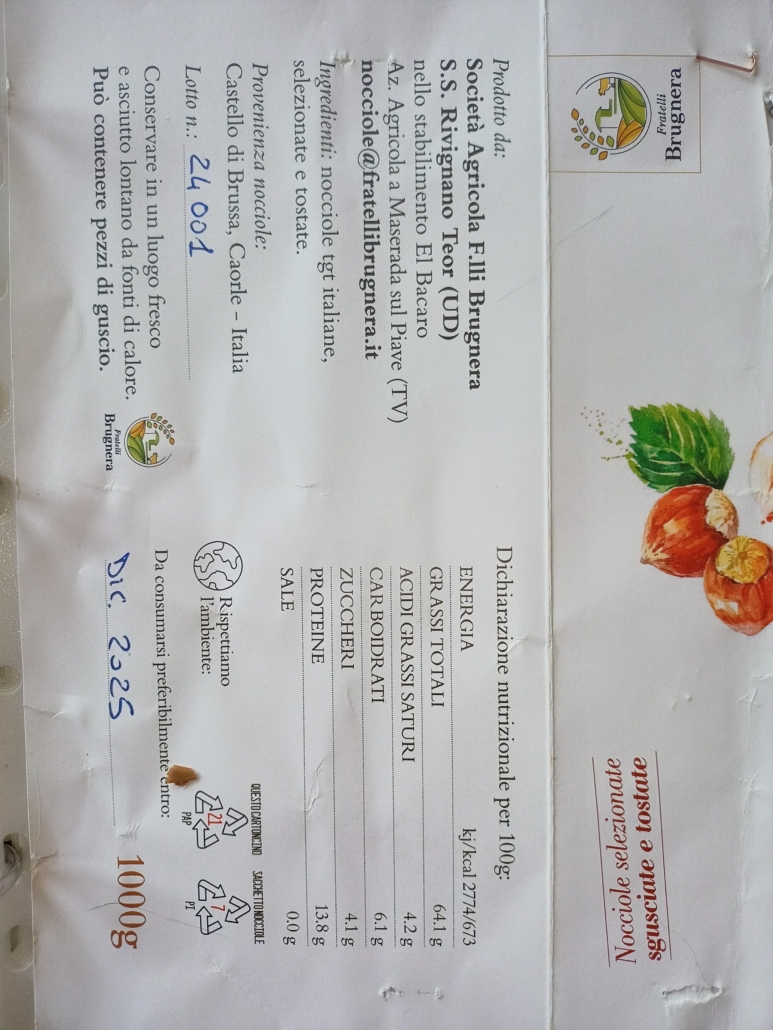 Fratelli
Brugnera
Nocciole selezionate
sgusciate e tostate
Prodotto da:
Società Agricola F.lli Brugnera
S.S. Rivignano Teor (UD)
nello stabilimento El Bacaro
Az. Agricola a Maserada sul Piave (TV)
nocciole@fratellibrugnera.it
Ingredienti: nocciole tgt italiane,
selezionate e tostate.
Provenienza nocciole:
Castello di Brussa, Caorle – Italia
Lotto n.: 24001
Conservare in un luogo fresco
e asciutto lontano da fonti di calore.
Può contenere pezzi di guscio.
Fratelli
Brugnera
Dichiarazione nutrizionale per 100g:
ENERGIA kj/kcal 2774/673
GRASSI TOTALI 64.1 g
ACIDI GRASSI SATURI 4.2 g
CARBOIDRATI 6.1 g
ZUCCHERI 4.1 g
PROTEINE 13.8 g
SALE 0.0 g
Rispettiamo
l'ambiente:
QUESTO CARTONCINO
21
PAP
SACCHETTO NOCCIOLE
7
PI
Da consumarsi preferibilmente entro:
DIC. 2025
1000g